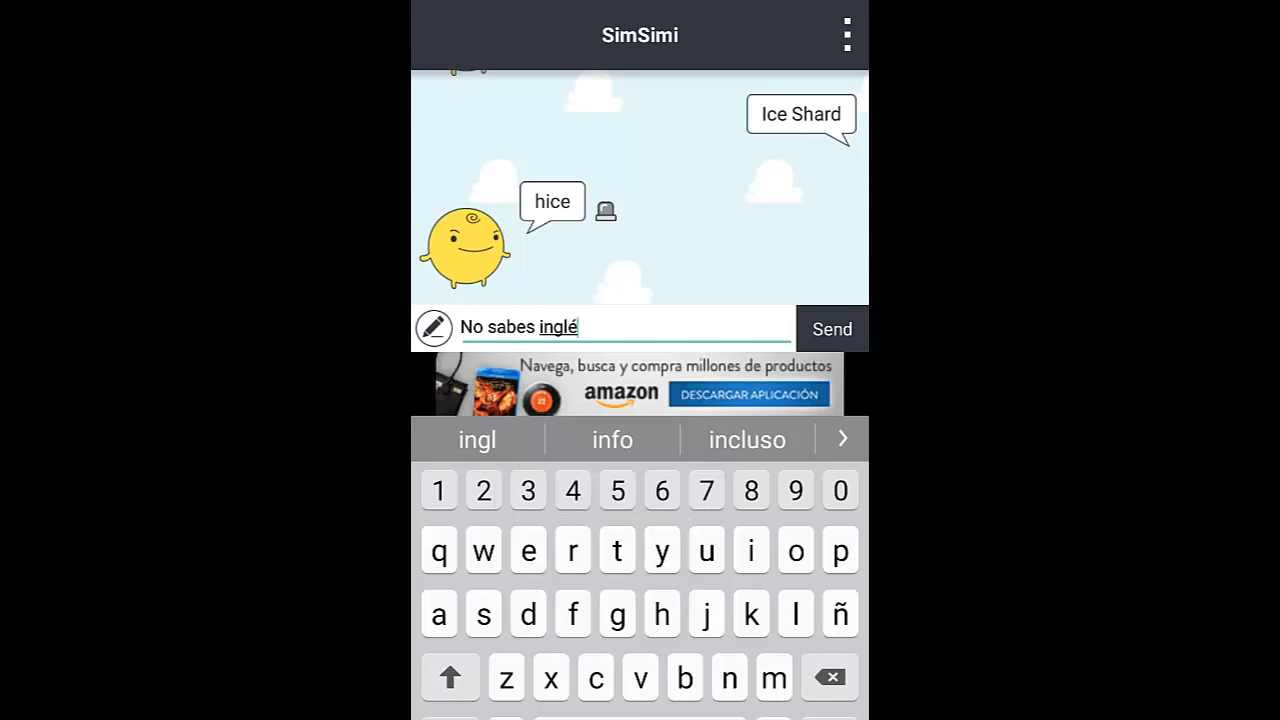 SimSimi
Ice Shard
hice
No sabes inglé
Send
Navega, busca y compra millones de productos
amazon
DESCARGAR APLICACIÓN
ingl info incluso
1 2 3 4 5 6 7 8 9 0
q w e r t y u i o p
a s d f g h j k l ñ
z x c v b n m